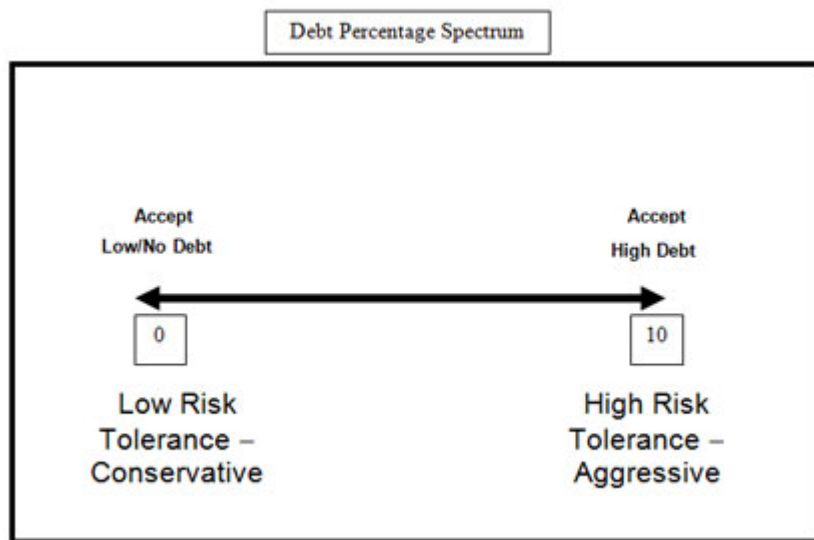 Debt Percentage Spectrum
Accept
Low/No Debt
Accept
High Debt
0
10
Low Risk
Tolerance –
Conservative
High Risk
Tolerance –
Aggressive